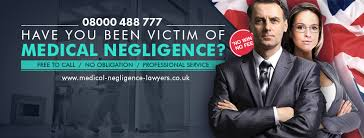 08000 488 777
HAVE YOU BEEN VICTIM OF
MEDICAL NEGLIGENCE?
FREE TO CALL / NO OBLIGATION / PROFESSIONAL SERVICE
www.medical-negligence-lawyers.co.uk
NO WIN
NO FEE